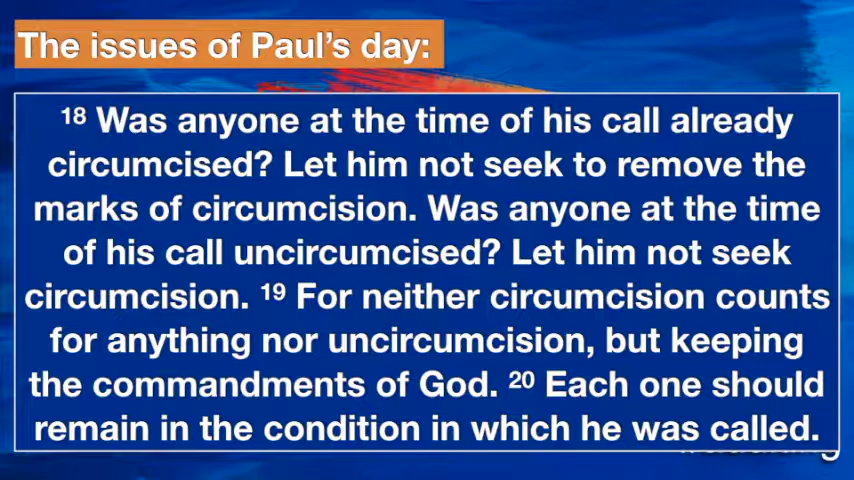 The issues of Paul's day:
18 Was anyone at the time of his call already
circumcised? Let him not seek to remove the
marks of circumcision. Was anyone at the time
of his call uncircumcised? Let him not seek
circumcision. 19 For neither circumcision counts
for anything nor uncircumcision, but keeping
the commandments of God. 20 Each one should
remain in the condition in which he was called.